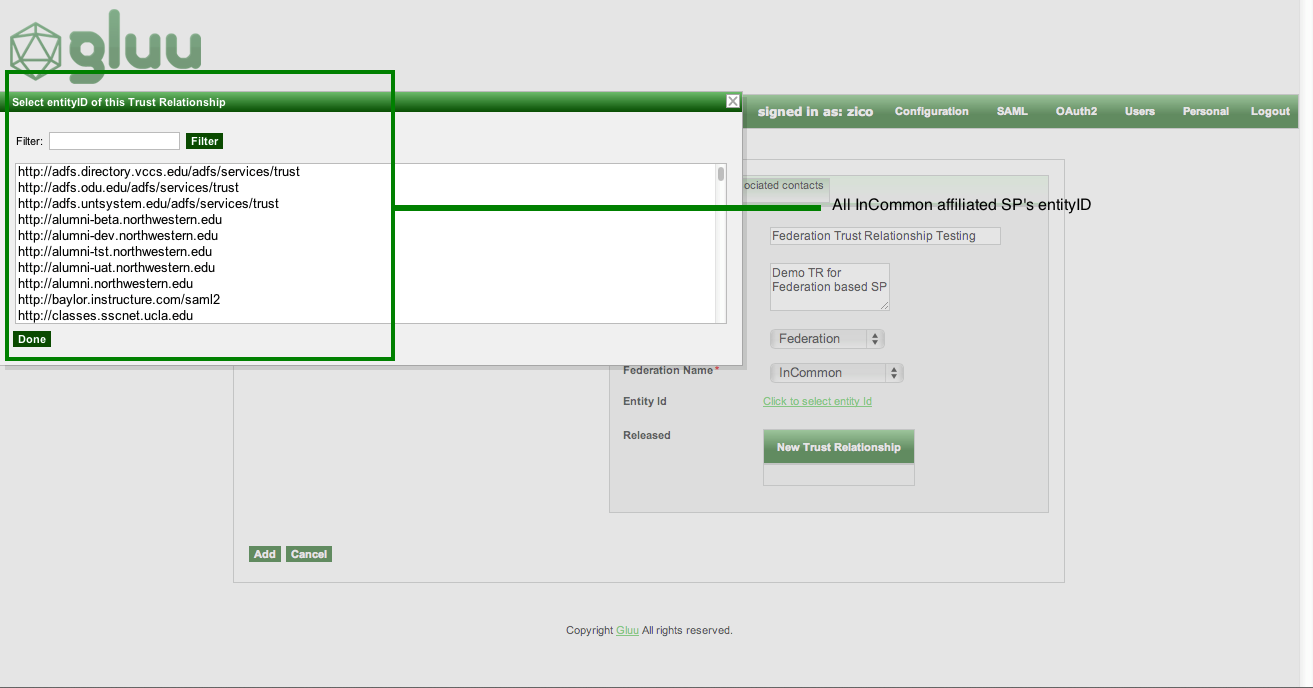 gluu
Select entityID of this Trust Relationship
signed in as: zico Configuration SAML OAuth2 Users Personal Logout
Filter: Filter
http://adfs.directory.vccs.edu/adfs/services/trust
http://adfs.odu.edu/adfs/services/trust
http://adfs.untsystem.edu/adfs/services/trust
http://alumni-beta.northwestern.edu
http://alumni-dev.northwestern.edu
http://alumni-tst.northwestern.edu
http://alumni-uat.northwestern.edu
http://alumni.northwestern.edu
http://baylor.instructure.com/saml2
http://classes.sscnet.ucla.edu
Done
ociated contacts
All InCommon affiliated SP's entityID
Federation Trust Relationship Testing
Demo TR for
Federation based SP
Federation
Federation Name* InCommon
Entity Id Click to select entity Id
Released
New Trust Relationship
Add Cancel
Copyright Gluu All rights reserved.